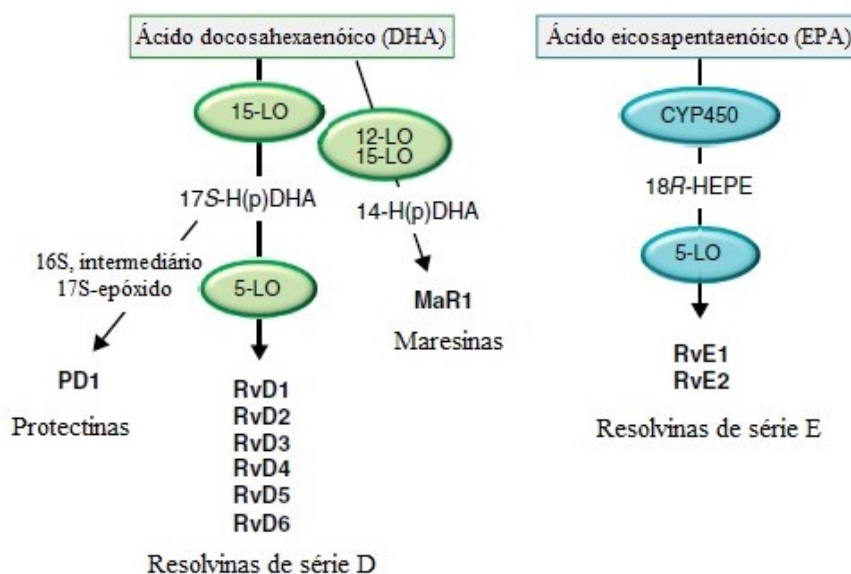 Ácido docosahexaenóico (DHA)
15-LO
12-LO
15-LO
17S-H(p)DHA
14-H(p)DHA
16S, intermediário
17S-epóxido
5-LO
MaR1
Maresinas
PD1
Protectinas
RvD1
RvD2
RvD3
RvD4
RvD5
RvD6
Resolvinas de série D
Ácido eicosapentaenóico (EPA)
CYP450
18R-HEPE
5-LO
RvE1
RvE2
Resolvinas de série E